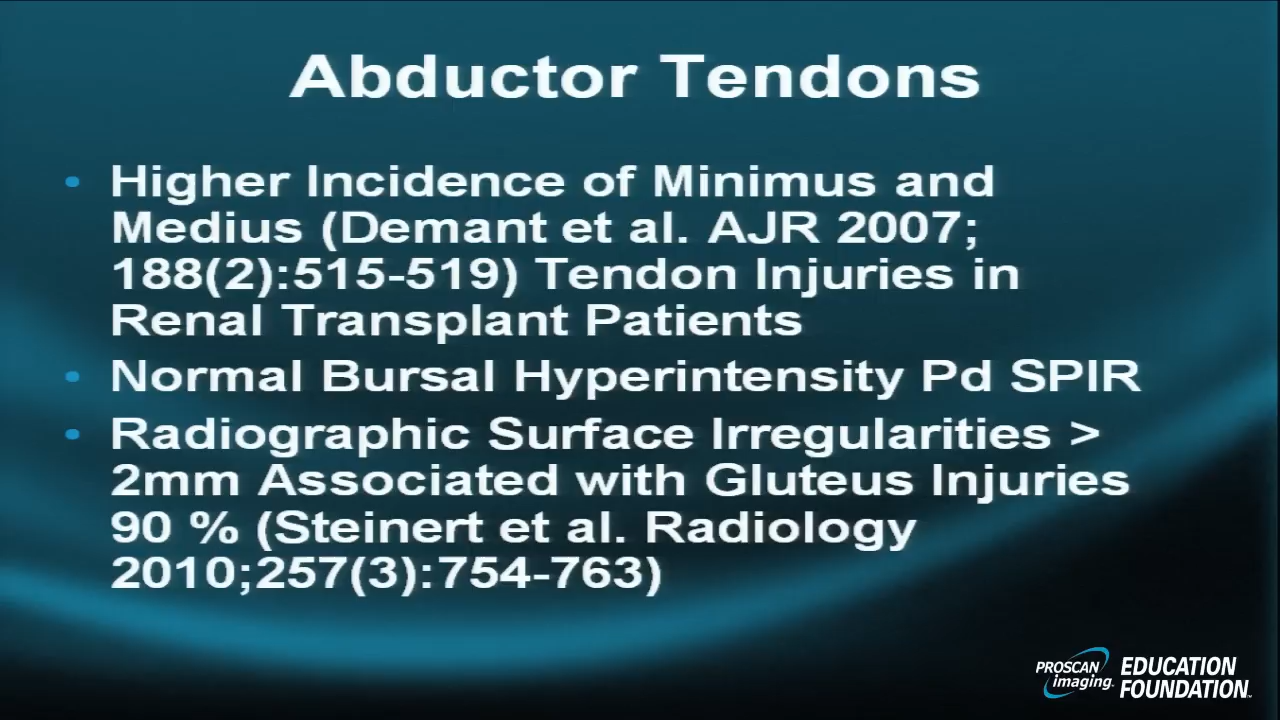 Abductor Tendons
• Higher Incidence of Minimus and
Medius (Demant et al. AJR 2007;
188(2):515-519) Tendon Injuries in
Renal Transplant Patients
• Normal Bursal Hyperintensity Pd SPIR
• Radiographic Surface Irregularities >
2mm Associated with Gluteus Injuries
90 % (Steinert et al. Radiology
2010;257(3):754-763)
PROSCAN
imaging
EDUCATION
FOUNDATION